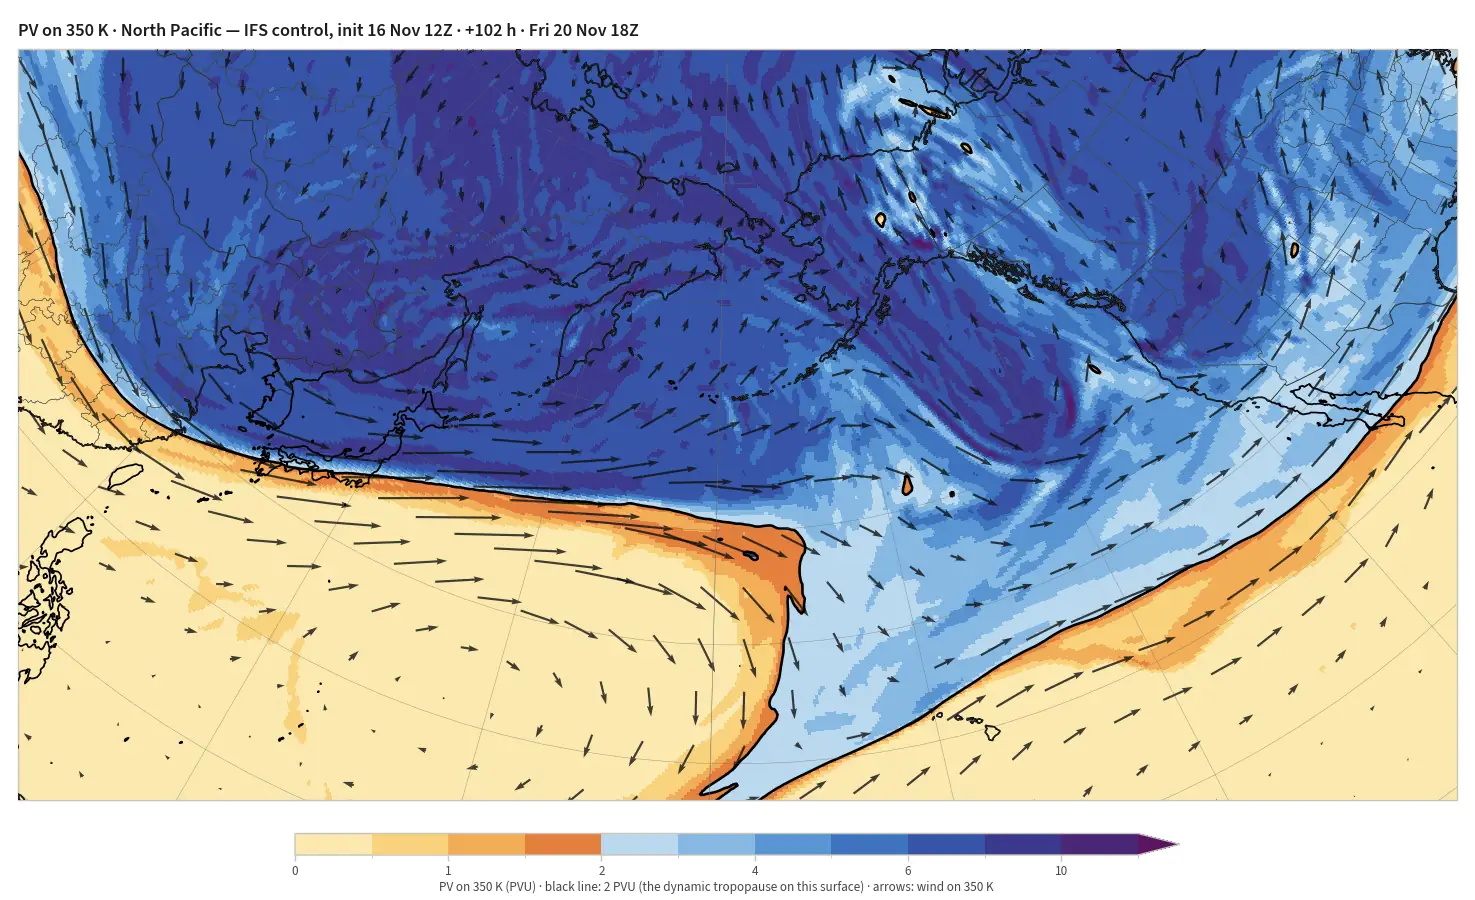 PV on 350 K · North Pacific — IFS control, init 16 Nov 12Z · +102 h · Fri 20 Nov 18Z
0 1 2 4 6 10
PV on 350 K (PVU) · black line: 2 PVU (the dynamic tropopause on this surface) · arrows: wind on 350 K